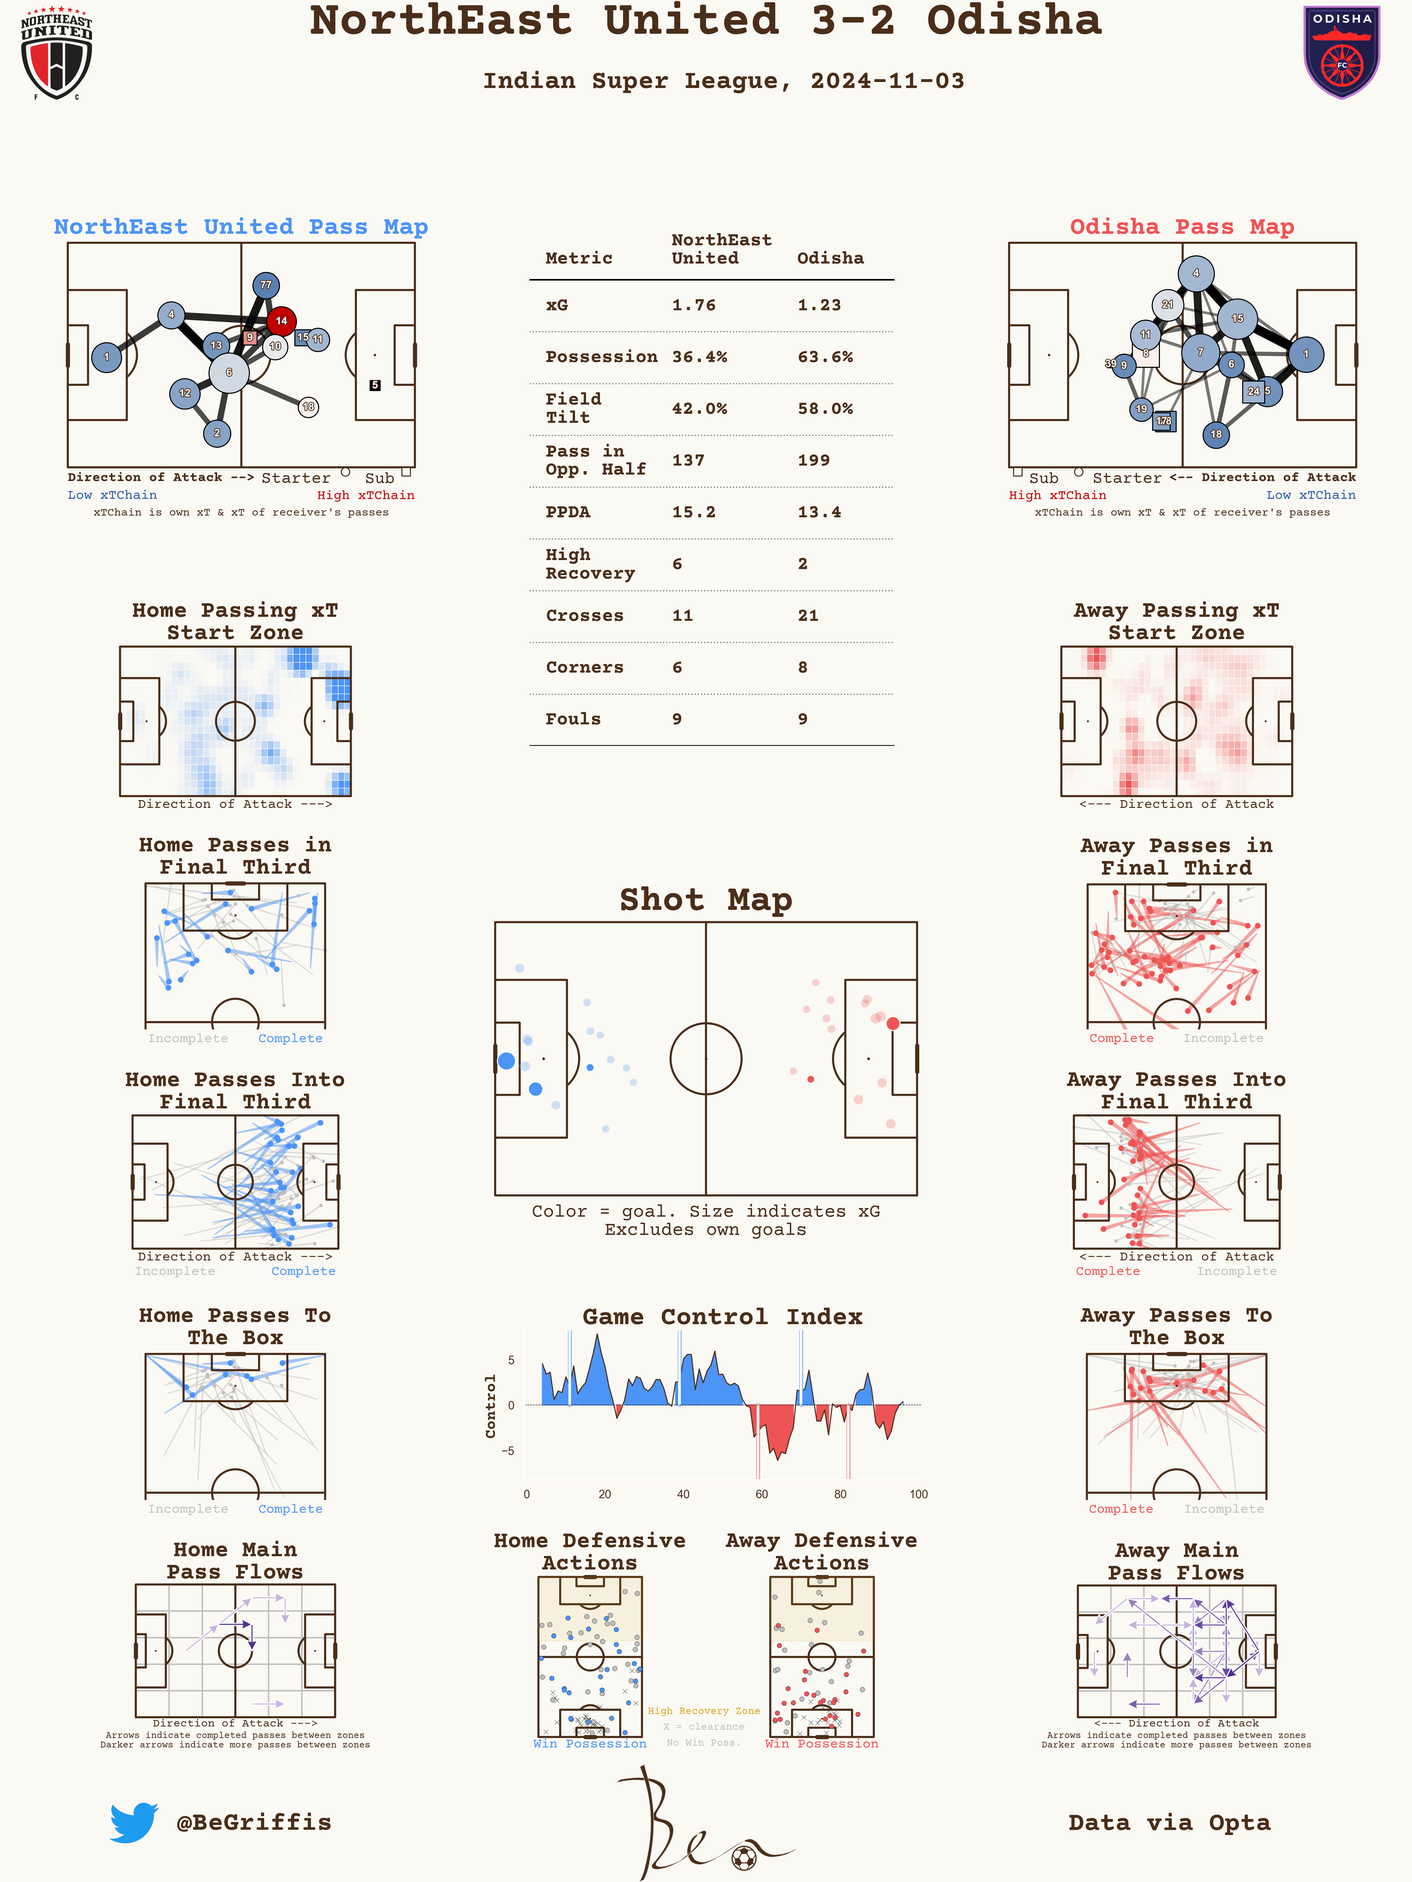 NorthEast United 3-2 Odisha
Indian Super League, 2024-11-03
NORTHEAST
UNITED
F C
ODISHA
FC
NorthEast United Pass Map
77
4
14
9
13
10
15
11
1
6
12
5
18
2
Direction of Attack --> Starter Sub
Low xTChain High xTChain
xTChain is own xT & xT of receiver's passes
Metric NorthEast United Odisha
xG 1.76 1.23
Possession 36.4% 63.6%
Field Tilt 42.0% 58.0%
Pass in Opp. Half 137 199
PPDA 15.2 13.4
High Recovery 6 2
Crosses 11 21
Corners 6 8
Fouls 9 9
Odisha Pass Map
4
21
15
11
8
7
1
39
9
6
24
5
19
18
Sub Starter <-- Direction of Attack
High xTChain Low xTChain
xTChain is own xT & xT of receiver's passes
Home Passing xT
Start Zone
Direction of Attack --->
Away Passing xT
Start Zone
<--- Direction of Attack
Home Passes in
Final Third
Incomplete Complete
Away Passes in
Final Third
Complete Incomplete
Shot Map
Color = goal. Size indicates xG
Excludes own goals
Home Passes Into
Final Third
Direction of Attack --->
Incomplete Complete
Away Passes Into
Final Third
<--- Direction of Attack
Complete Incomplete
Home Passes To
The Box
Incomplete Complete
Game Control Index
Control
5
0
−5
0 20 40 60 80 100
Away Passes To
The Box
Complete Incomplete
Home Main
Pass Flows
Direction of Attack --->
Arrows indicate completed passes between zones
Darker arrows indicate more passes between zones
Home Defensive
Actions
Win Possession
Away Defensive
Actions
Win Possession
High Recovery Zone
X = clearance
No Win Poss.
Away Main
Pass Flows
<--- Direction of Attack
Arrows indicate completed passes between zones
Darker arrows indicate more passes between zones
@BeGriffis
Ben
Data via Opta